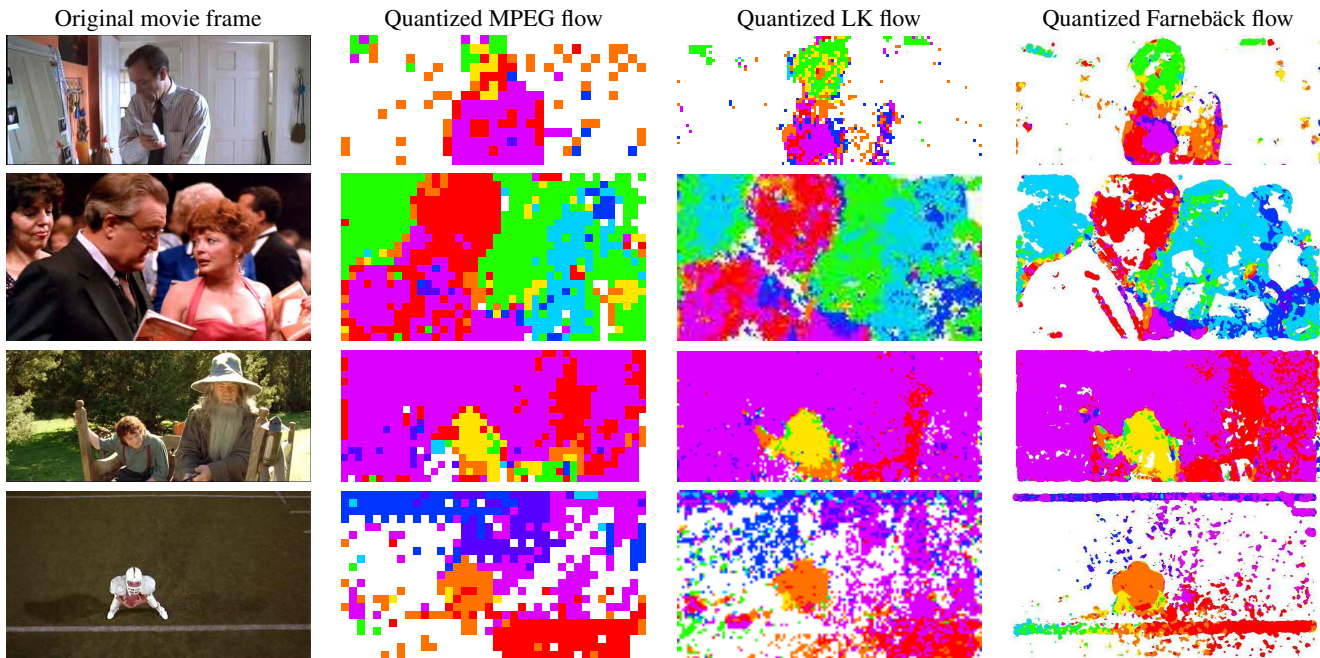 Original movie frame
Quantized MPEG flow
Quantized LK flow
Quantized Farnebäck flow